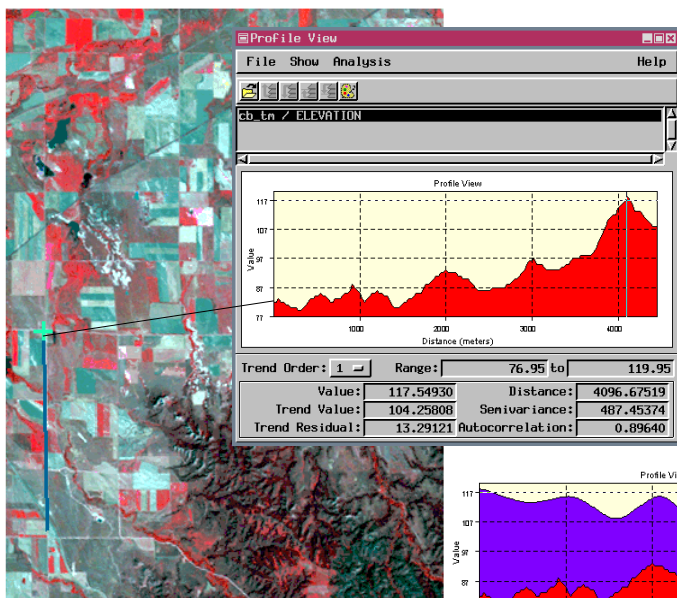 Profile View
File Show Analysis Help
cb_tm / ELEVATION
Profile View
117
107
97
87
77
Value
1000 2000 3000 4000
Distance (meters)
Trend Order: 1 Range: 76.95 to 119.95
Value: 117.54930 Distance: 4096.67519
Trend Value: 104.25808 Semivariance: 487.45374
Trend Residual: 13.29121 Autocorrelation: 0.89640
Profile Vi
117
107
97
87
Value